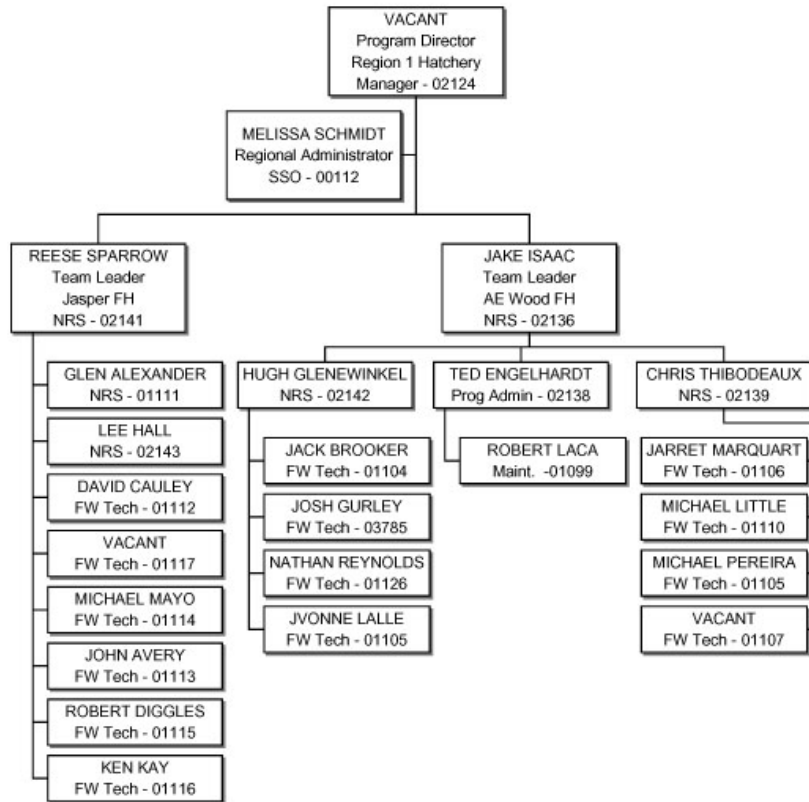 VACANT
Program Director
Region 1 Hatchery
Manager - 02124
MELISSA SCHMIDT
Regional Administrator
SSO - 00112
REESE SPARROW
Team Leader
Jasper FH
NRS - 02141
JAKE ISAAC
Team Leader
AE Wood FH
NRS - 02136
GLEN ALEXANDER
NRS - 01111
LEE HALL
NRS - 02143
DAVID CAULEY
FW Tech - 01112
VACANT
FW Tech - 01117
MICHAEL MAYO
FW Tech - 01114
JOHN AVERY
FW Tech - 01113
ROBERT DIGGLES
FW Tech - 01115
KEN KAY
FW Tech - 01116
HUGH GLENEWINKEL
NRS - 02142
JACK BROOKER
FW Tech - 01104
JOSH GURLEY
FW Tech - 03785
NATHAN REYNOLDS
FW Tech - 01126
JVONNE LALLE
FW Tech - 01105
TED ENGELHARDT
Prog Admin - 02138
ROBERT LACA
Maint. -01099
CHRIS THIBODEAUX
NRS - 02139
JARRET MARQUART
FW Tech - 01106
MICHAEL LITTLE
FW Tech - 01110
MICHAEL PEREIRA
FW Tech - 01105
VACANT
FW Tech - 01107